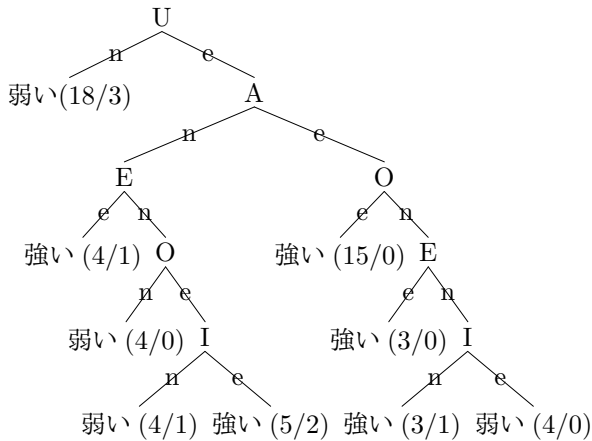 U
n e
弱い(18/3) A
n e
E O
e n e n
強い (4/1) O 強い (15/0) E
n e e n
弱い (4/0) I 強い (3/0) I
n e n e
弱い (4/1) 強い (5/2) 強い (3/1) 弱い (4/0)